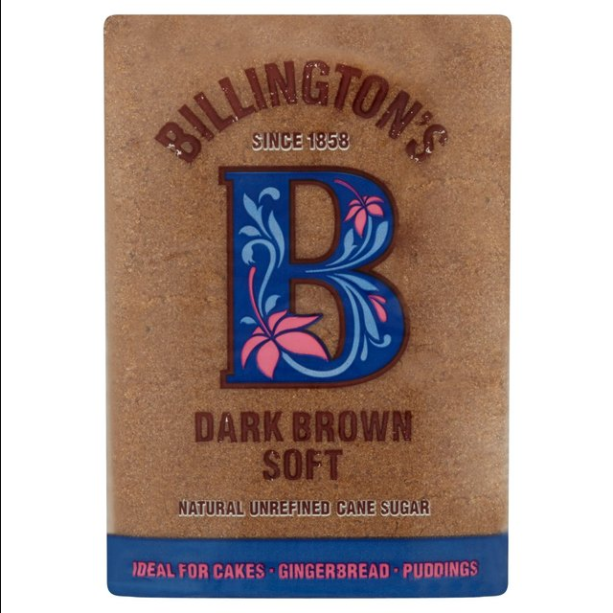 BILLINGTON'S
SINCE 1858
B
DARK BROWN
SOFT
NATURAL UNREFINED CANE SUGAR
IDEAL FOR CAKES · GINGERBREAD · PUDDINGS